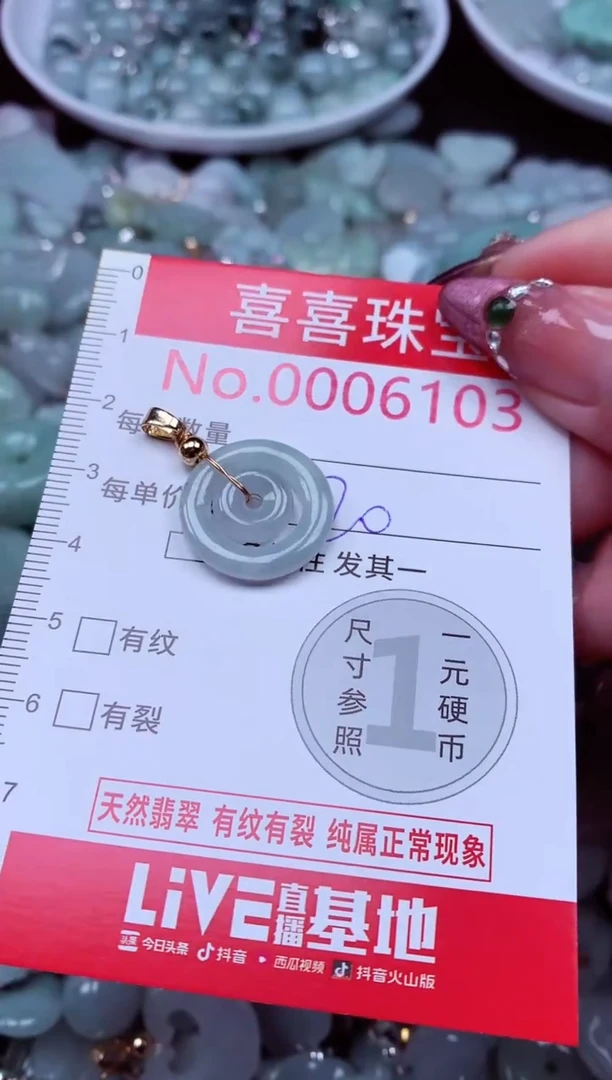 0
喜喜珠宝
1
No.0006103
2
每 数量
3
每单价
4
发其一
5
有纹
尺寸参照
1
一元硬币
6
有裂
7
天然翡翠 有纹有裂 纯属正常现象
LiVE直播基地
头条 今日头条 抖音 西瓜视频 抖音火山版